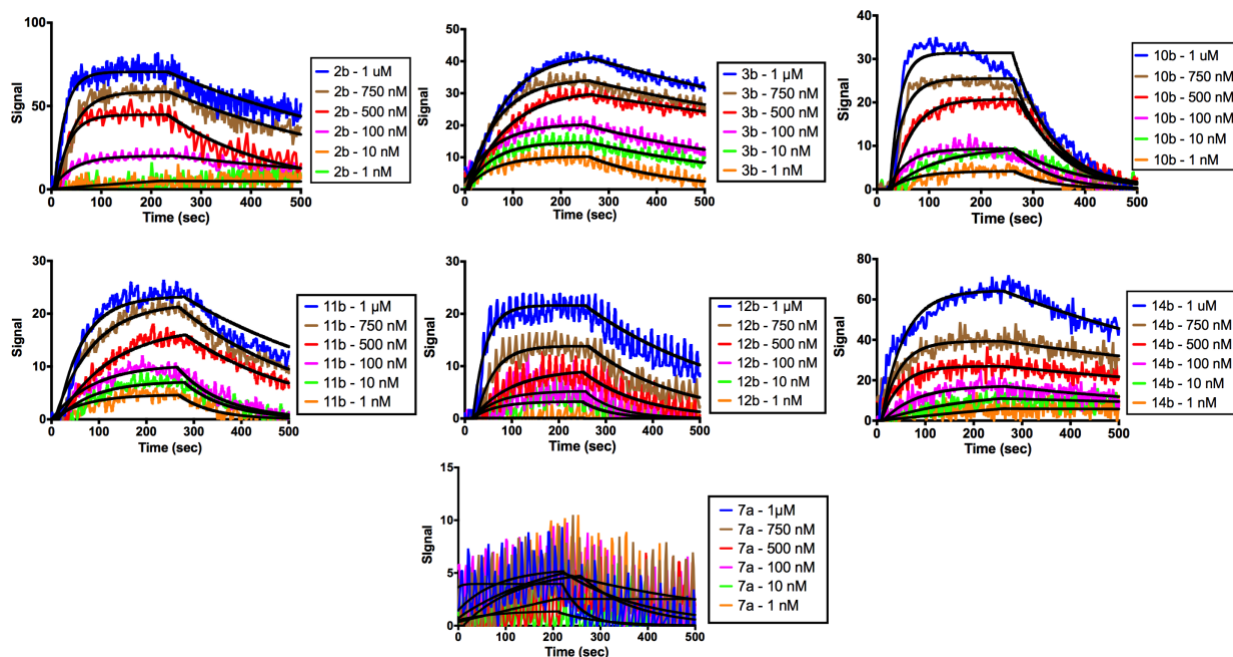 Signal
100
50
0
0 100 200 300 400 500
Time (sec)
2b - 1 uM
2b - 750 nM
2b - 500 nM
2b - 100 nM
2b - 10 nM
2b - 1 nM
Signal
50
40
30
20
10
0
0 100 200 300 400 500
Time (sec)
3b - 1 µM
3b - 750 nM
3b - 500 nM
3b - 100 nM
3b - 10 nM
3b - 1 nM
Signal
40
30
20
10
0
0 100 200 300 400 500
Time (sec)
10b - 1 uM
10b - 750 nM
10b - 500 nM
10b - 100 nM
10b - 10 nM
10b - 1 nM
Signal
30
20
10
0
0 100 200 300 400 500
Time (sec)
11b - 1 µM
11b - 750 nM
11b - 500 nM
11b - 100 nM
11b - 10 nM
11b - 1 nM
Signal
30
20
10
0
0 100 200 300 400 500
Time (sec)
12b - 1 µM
12b - 750 nM
12b - 500 nM
12b - 100 nM
12b - 10 nM
12b - 1 nM
Signal
80
60
40
20
0
0 100 200 300 400 500
Time (sec)
14b - 1 uM
14b - 750 nM
14b - 500 nM
14b - 100 nM
14b - 10 nM
14b - 1 nM
Signal
15
10
5
0
0 100 200 300 400 500
Time (sec)
7a - 1µM
7a - 750 nM
7a - 500 nM
7a - 100 nM
7a - 10 nM
7a - 1 nM